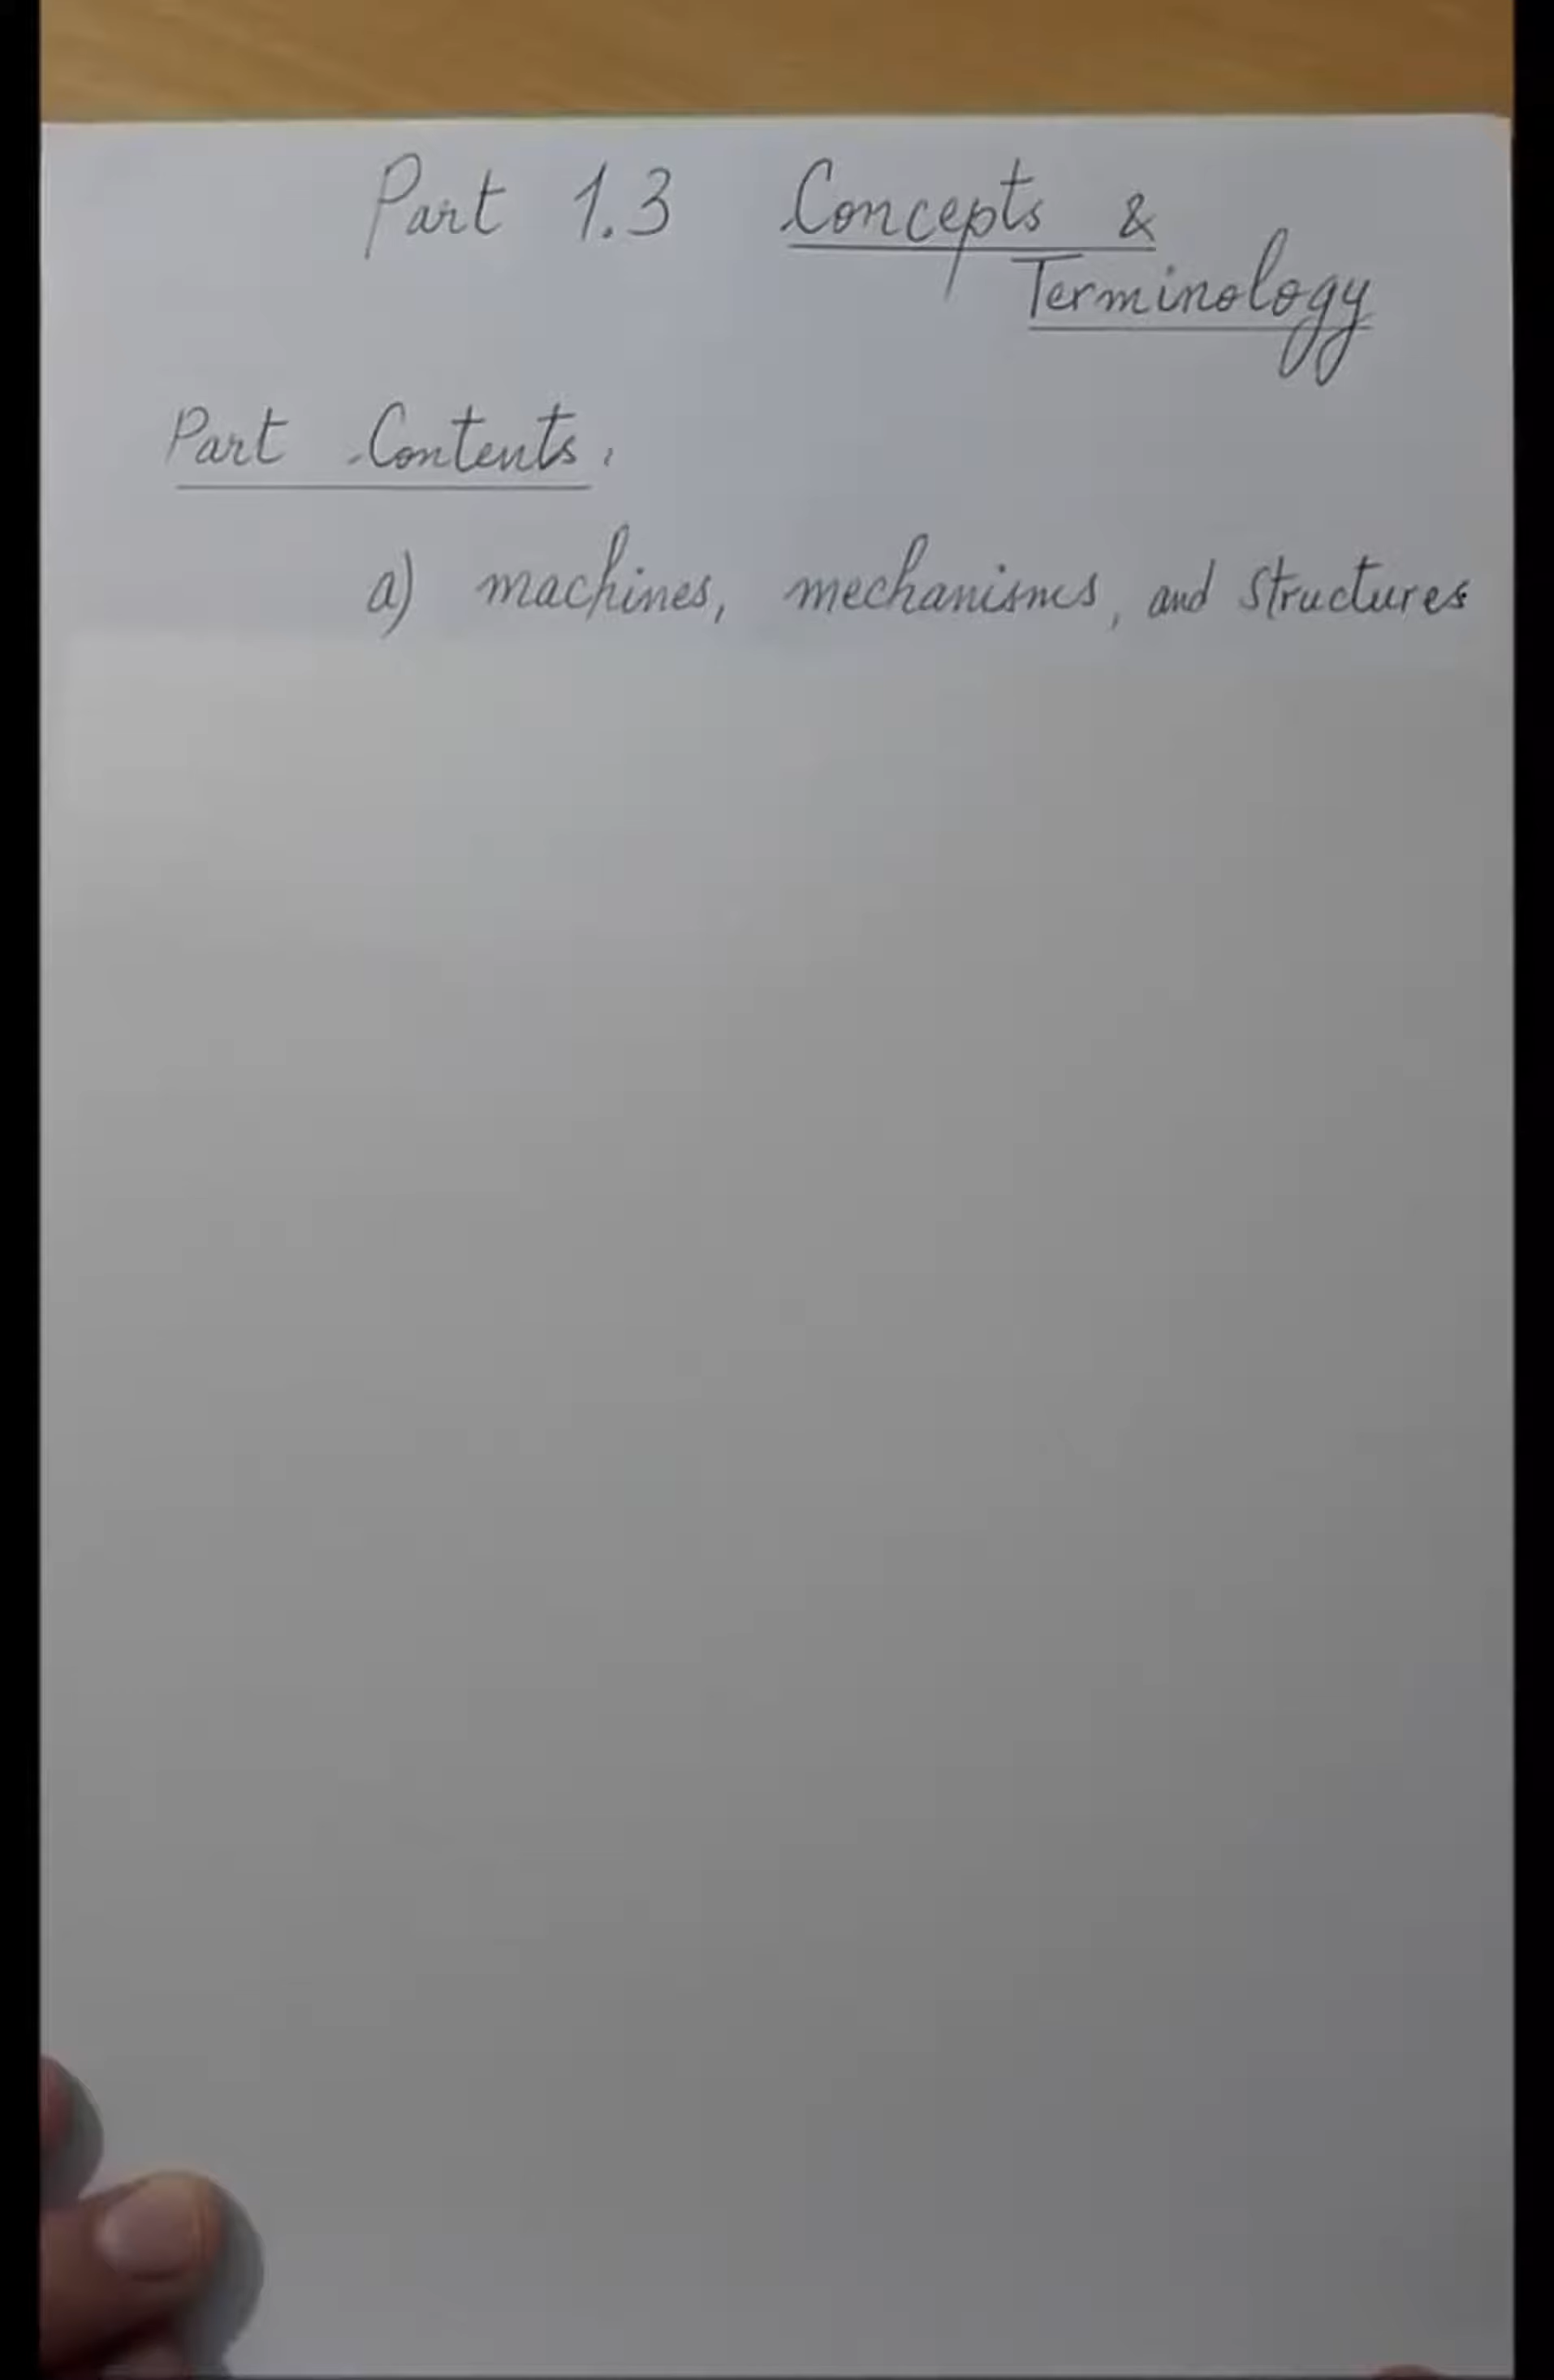 Part 1.3 Concepts &
Terminology
Part Contents.
a) machines, mechanisms, and structures